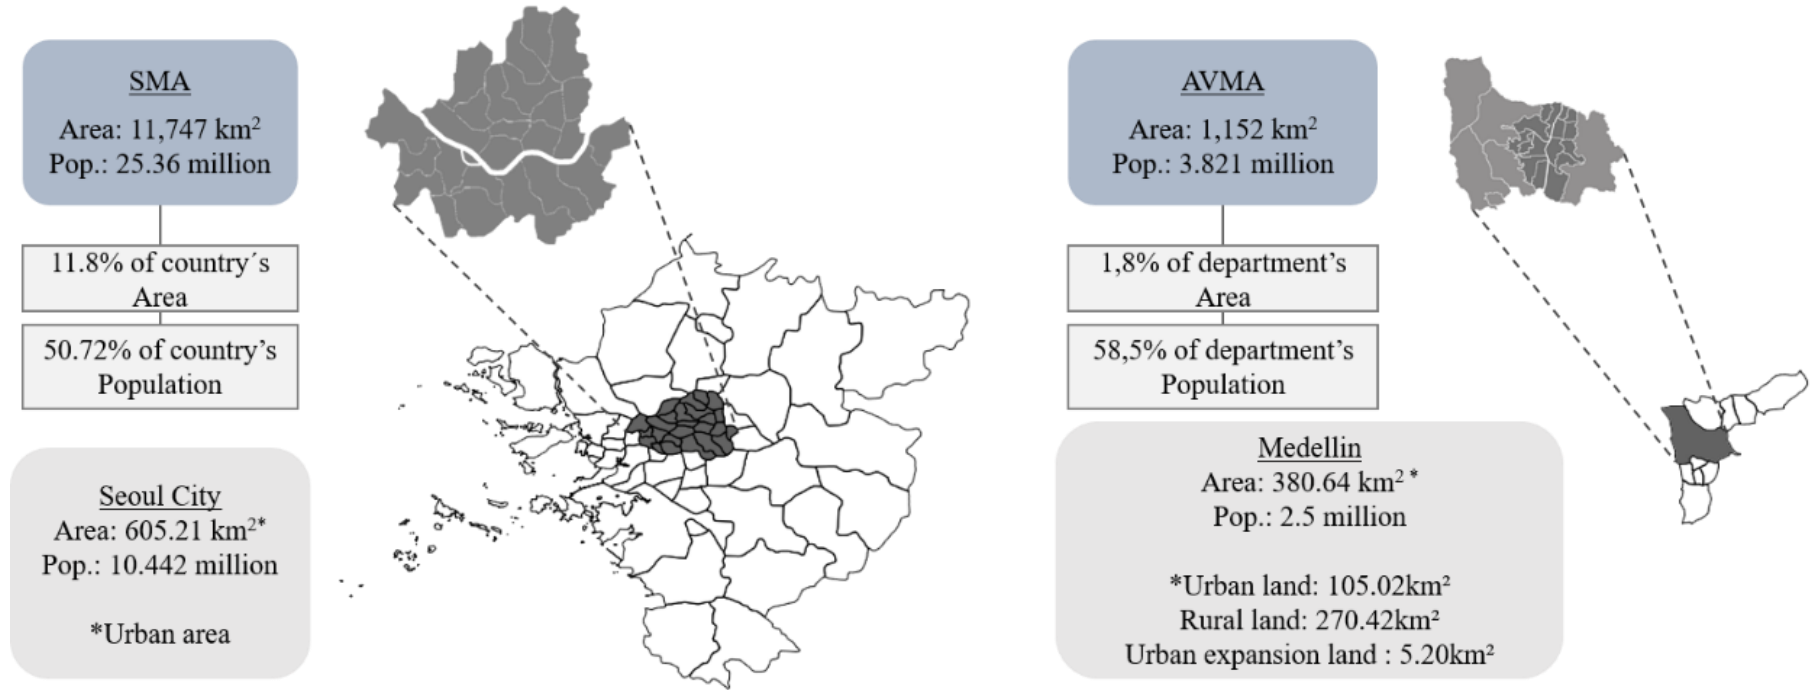 SMA
Area: 11,747 km²
Pop.: 25.36 million
11.8% of country´s
Area
50.72% of country's
Population
Seoul City
Area: 605.21 km²*
Pop.: 10.442 million
*Urban area
AVMA
Area: 1,152 km²
Pop.: 3.821 million
1,8% of department's
Area
58,5% of department's
Population
Medellin
Area: 380.64 km² *
Pop.: 2.5 million
*Urban land: 105.02km²
Rural land: 270.42km²
Urban expansion land : 5.20km²